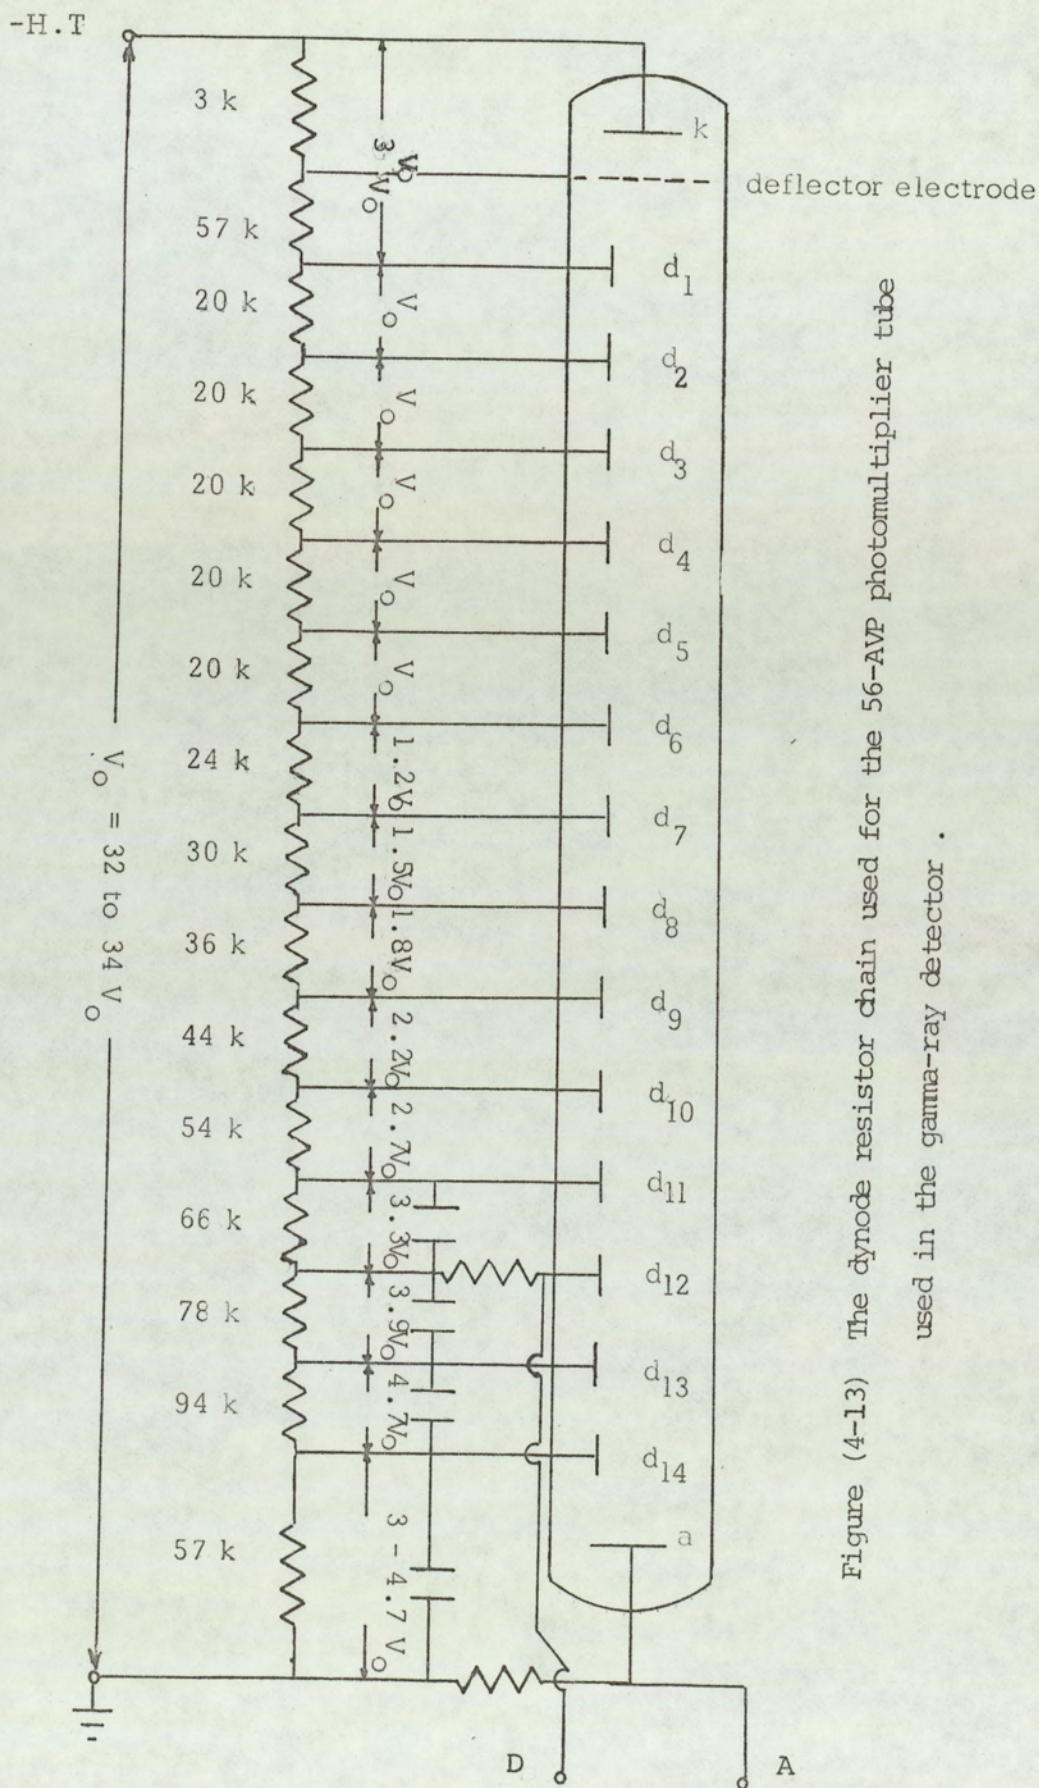 -H.T
3 k
57 k
20 k
20 k
20 k
20 k
20 k
24 k
30 k
36 k
44 k
54 k
66 k
78 k
94 k
57 k
V₀ = 32 to 34 V₀
3 V₀
V₀
V₀
V₀
V₀
V₀
1.2V₀
1.5V₀
1.8V₀
2.2V₀
2.7V₀
3.3V₀
3.9V₀
4.7V₀
3 - 4.7 V₀
k
deflector electrode
d₁
d₂
d₃
d₄
d₅
d₆
d₇
d₈
d₉
d₁₀
d₁₁
d₁₂
d₁₃
d₁₄
a
D
A
Figure (4-13) The dynode resistor chain used for the 56-AVP photomultiplier tube
used in the gamma-ray detector .